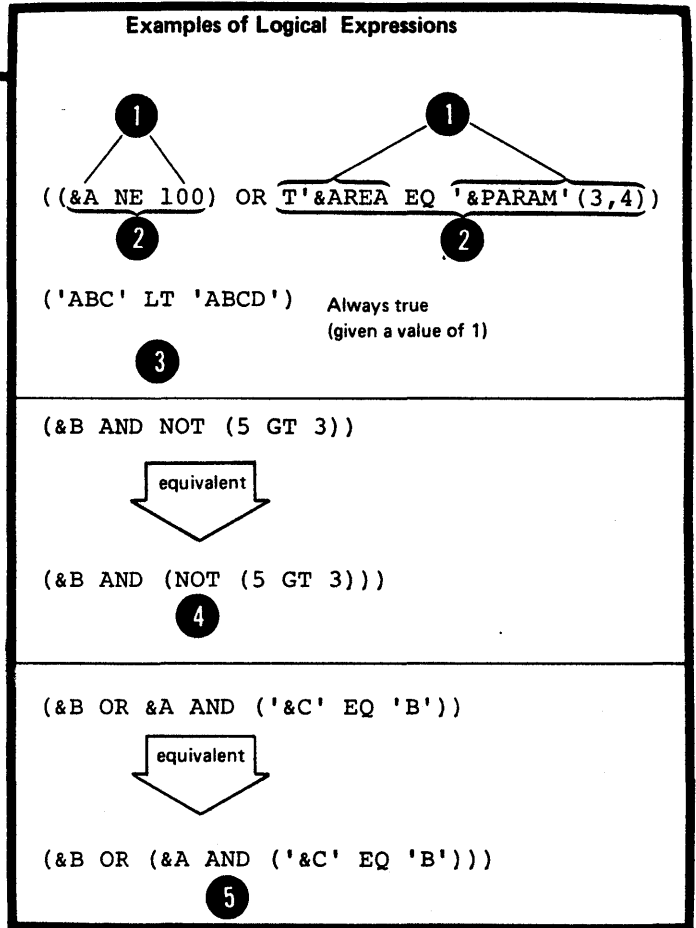 Examples of Logical Expressions
1 1
((&A NE 100) OR T'&AREA EQ '&PARAM'(3,4))
2 2
('ABC' LT 'ABCD') Always true
(given a value of 1)
3
(&B AND NOT (5 GT 3))
equivalent
(&B AND (NOT (5 GT 3)))
4
(&B OR &A AND ('&C' EQ 'B'))
equivalent
(&B OR (&A AND ('&C' EQ 'B')))
5